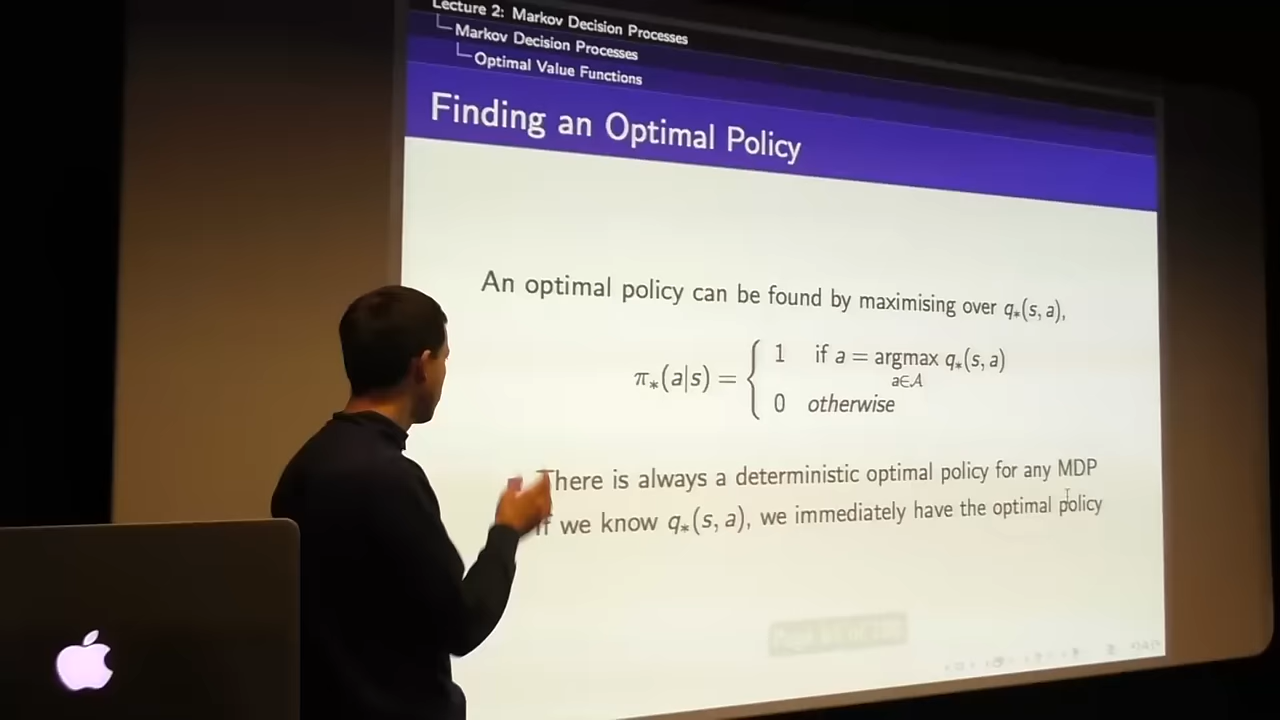 Lecture 2: Markov Decision Processes
Markov Decision Processes
Optimal Value Functions
Finding an Optimal Policy
An optimal policy can be found by maximising over q*(s, a),
π*(a|s) = { 1 if a = argmax q*(s, a)
a∈A
0 otherwise
There is always a deterministic optimal policy for any MDP
If we know q*(s, a), we immediately have the optimal policy